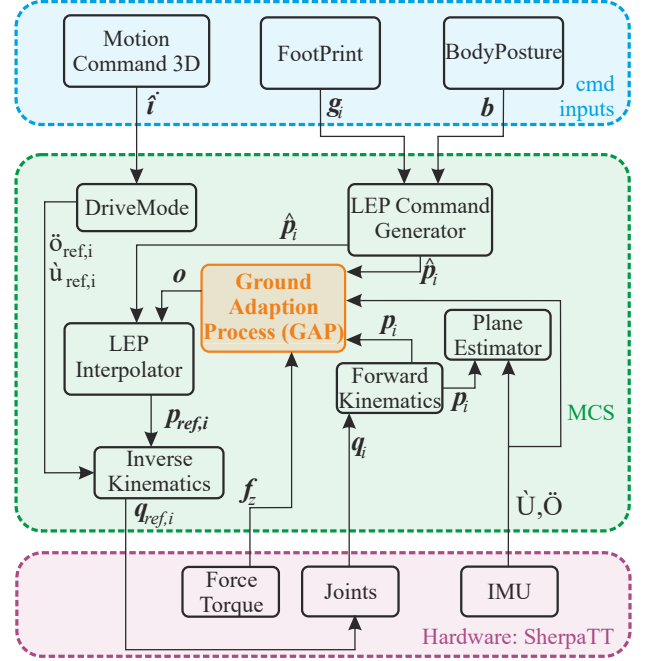 Motion
Command 3D
FootPrint
BodyPosture
cmd
inputs
i̇̂
g_i
b
DriveMode
LEP Command
Generator
ö_ref,i
ù_ref,i
p̂_i
p̂_i
o
Ground
Adaption
Process (GAP)
p_i
Plane
Estimator
LEP
Interpolator
Forward
Kinematics
p_i
MCS
p_ref,i
q_i
Inverse
Kinematics
f_z
q_ref,i
Ù,Ö
Force
Torque
Joints
IMU
Hardware: SherpaTT